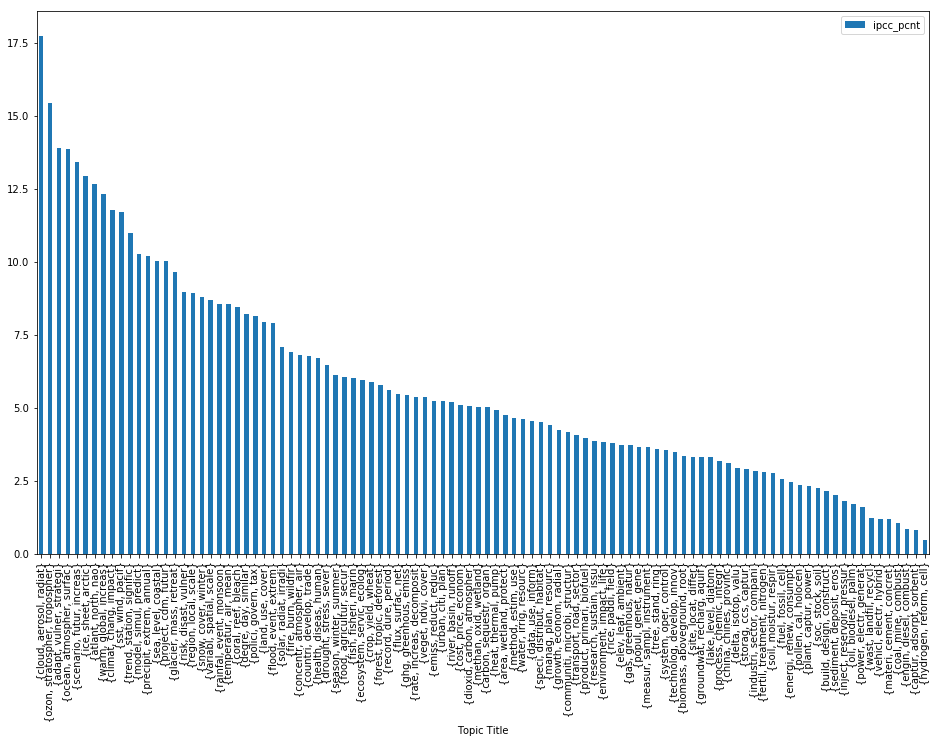 ipcc_pcnt
17.5
15.0
12.5
10.0
7.5
5.0
2.5
0.0
{cloud, aerosol, radiat}
{ozon, stratospher, tropospher}
{adapt, vulner, strategi}
{ocean, atmospher, surfac}
{scenario, futur, increas}
{ice, sheet, arctic}
{atlant, north, nao}
{warm, global, increas}
{climat, chang, impact}
{sst, wind, pacif}
{trend, station, signific}
{model, simul, predict}
{precipit, extrem, annual}
{sea, level, coastal}
{project, cdm, futur}
{glacier, mass, retreat}
{risk, disast, vulner}
{region, local, scale}
{snow, cover, winter}
{variab, spatial, scale}
{rainfal, event, monsoon}
{temperatur, air, mean}
{coral, reef, bleach}
{degre, day, similar}
{polici, govern, tax}
{land, use, cover}
{flood, event, extrem}
{solar, radiat, irradi}
{fire, burn, wildfir}
{concentr, atmospher, air}
{countri, develop, trade}
{health, diseas, human}
{drought, stress, sever}
{season, winter, summer}
{food, agricultur, secur}
{fish, fisheri, marin}
{ecosystem, servic, ecolog}
{crop, yield, wheat}
{forest, tropic, deforest}
{record, dure, period}
{flux, surfac, net}
{ghg, greenhous, emiss}
{rate, increas, decomposit}
{veget, ndvi, cover}
{emiss, reduct, reduc}
{urban, citi, plan}
{river, basin, runoff}
{cost, price, econom}
{dioxid, carbon, atmospher}
{methan, oxid, wetland}
{carbon, sequestr, organ}
{heat, thermal, pump}
{area, wetland, protect}
{method, estim, use}
{water, irrig, resourc}
{data, use, inform}
{speci, distribut, habitat}
{manag, plan, resourc}
{growth, econom, radial}
{communiti, microbi, structur}
{transport, road, sector}
{product, primari, biofuel}
{research, sustain, issu}
{environment, impact, life}
{rice, paddi, field}
{elev, leaf, ambient}
{gas, greenhous, natur}
{popul, genet, gene}
{measur, sampl, instrument}
{tree, stand, ring}
{system, oper, control}
{technolog, develop, innov}
{biomass, aboveground, root}
{site, locat, differ}
{groundwat, recharg, aquif}
{lake, level, diatom}
{process, chemic, integr}
{china, chines, provinc}
{delta, isotop, valu}
{storag, ccs, captur}
{industri, sector, compani}
{fertil, treatment, nitrogen}
{soil, moistur, respir}
{fuel, fossil, cell}
{energi, renew, consumpt}
{pollen, cal, holocen}
{plant, captur, power}
{soc, stock, soil}
{build, design, construct}
{sediment, deposit, eros}
{inject, reservoir, pressur}
{oil, biodiesel, palm}
{power, electr, generat}
{wast, landfil, recycl}
{vehicl, electr, hybrid}
{materi, cement, concret}
{coal, mine, combust}
{engin, diesel, combust}
{captur, adsorpt, sorbent}
{hydrogen, reform, cell}
Topic Title